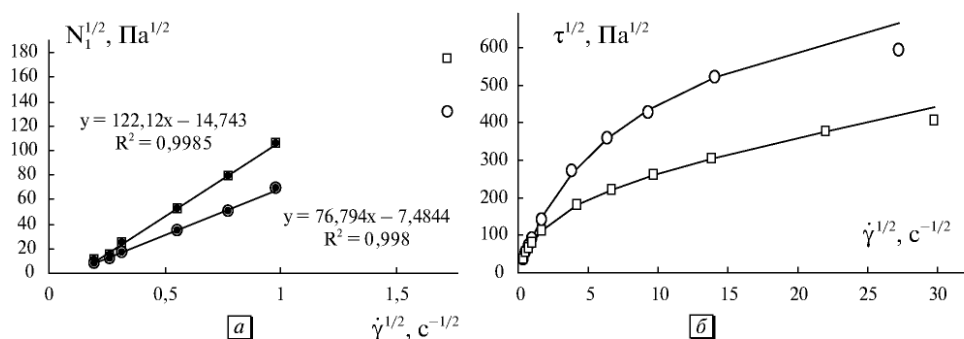 N₁^{1/2}, Па^{1/2}
180
160
140
120
100
80
60
40
20
0
y = 122,12x – 14,743
R² = 0,9985
y = 76,794x – 7,4844
R² = 0,998
0 0,5 1 1,5
а
γ̇^{1/2}, с^{−1/2}
τ^{1/2}, Па^{1/2}
600
500
400
300
200
100
0
γ̇^{1/2}, с^{−1/2}
0 5 10 15 20 25 30
б